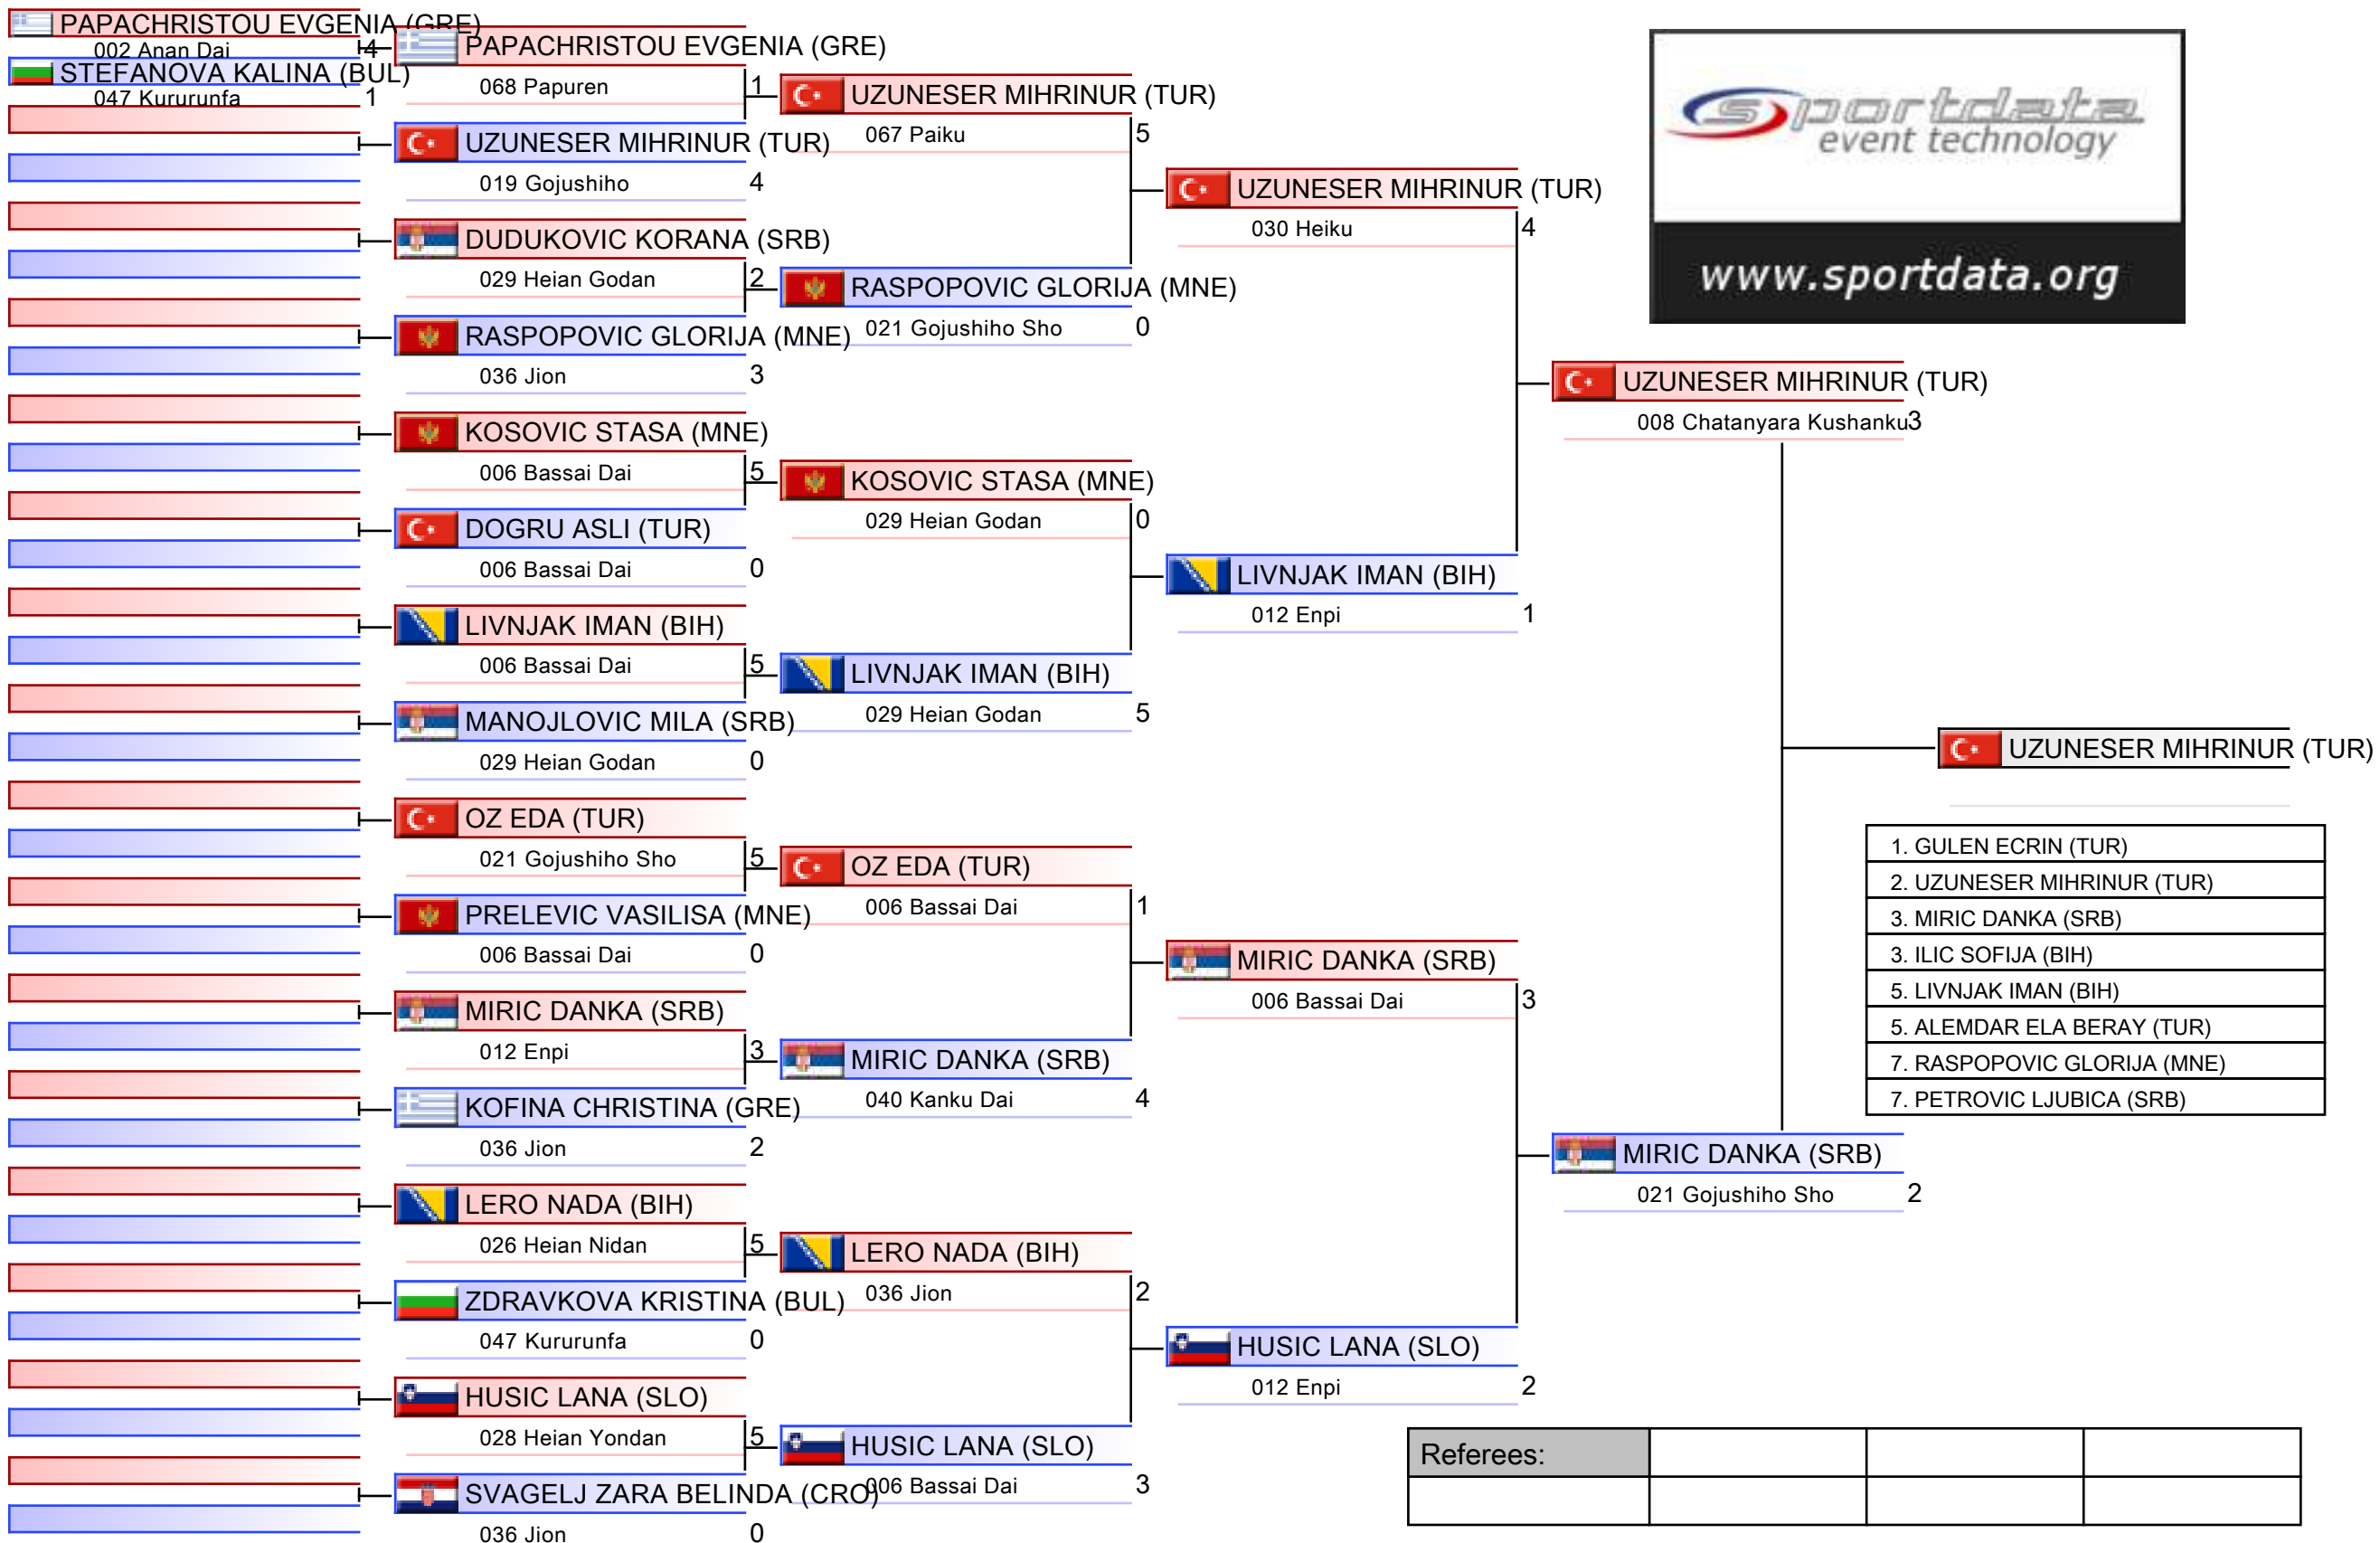 PAPACHRISTOU EVGENIA (GRE)
002 Anan Dai 4
STEFANOVA KALINA (BUL)
047 Kururunfa 1
PAPACHRISTOU EVGENIA (GRE)
068 Papuren 1
UZUNESER MIHRINUR (TUR)
019 Gojushiho 4
DUDUKOVIC KORANA (SRB)
029 Heian Godan 2
RASPOPOVIC GLORIJA (MNE)
036 Jion 3
KOSOVIC STASA (MNE)
006 Bassai Dai 5
DOGRU ASLI (TUR)
006 Bassai Dai 0
LIVNJAK IMAN (BIH)
006 Bassai Dai 5
MANOJLOVIC MILA (SRB)
029 Heian Godan 0
OZ EDA (TUR)
021 Gojushiho Sho 5
PRELEVIC VASILISA (MNE)
006 Bassai Dai 0
MIRIC DANKA (SRB)
012 Enpi 3
KOFINA CHRISTINA (GRE)
036 Jion 2
LERO NADA (BIH)
026 Heian Nidan 5
ZDRAVKOVA KRISTINA (BUL)
047 Kururunfa 0
HUSIC LANA (SLO)
028 Heian Yondan 5
SVAGELJ ZARA BELINDA (CRO)
036 Jion 0
UZUNESER MIHRINUR (TUR)
067 Paiku 5
RASPOPOVIC GLORIJA (MNE)
021 Gojushiho Sho 0
KOSOVIC STASA (MNE)
029 Heian Godan 0
LIVNJAK IMAN (BIH)
029 Heian Godan 5
OZ EDA (TUR)
006 Bassai Dai 1
MIRIC DANKA (SRB)
040 Kanku Dai 4
LERO NADA (BIH)
036 Jion 2
HUSIC LANA (SLO)
006 Bassai Dai 3
UZUNESER MIHRINUR (TUR)
030 Heiku 4
LIVNJAK IMAN (BIH)
012 Enpi 1
MIRIC DANKA (SRB)
006 Bassai Dai 3
HUSIC LANA (SLO)
012 Enpi 2
UZUNESER MIHRINUR (TUR)
008 Chatanyara Kushanku 3
MIRIC DANKA (SRB)
021 Gojushiho Sho 2
UZUNESER MIHRINUR (TUR)
sportdata
event technology
www.sportdata.org
1. GULEN ECRIN (TUR)
2. UZUNESER MIHRINUR (TUR)
3. MIRIC DANKA (SRB)
3. ILIC SOFIJA (BIH)
5. LIVNJAK IMAN (BIH)
5. ALEMDAR ELA BERAY (TUR)
7. RASPOPOVIC GLORIJA (MNE)
7. PETROVIC LJUBICA (SRB)
Referees: